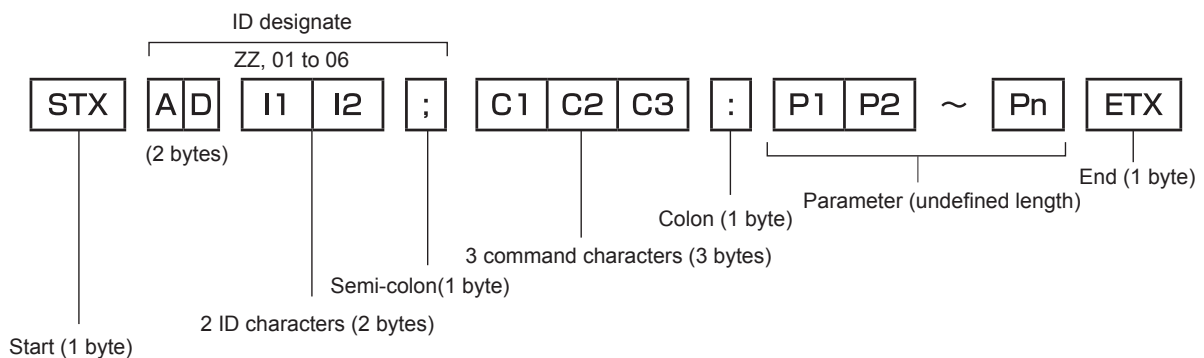 ID designate
ZZ, 01 to 06
STX A D I1 I2 ; C1 C2 C3 : P1 P2 ~ Pn ETX
(2 bytes)
End (1 byte)
Parameter (undefined length)
Colon (1 byte)
3 command characters (3 bytes)
Semi-colon(1 byte)
2 ID characters (2 bytes)
Start (1 byte)